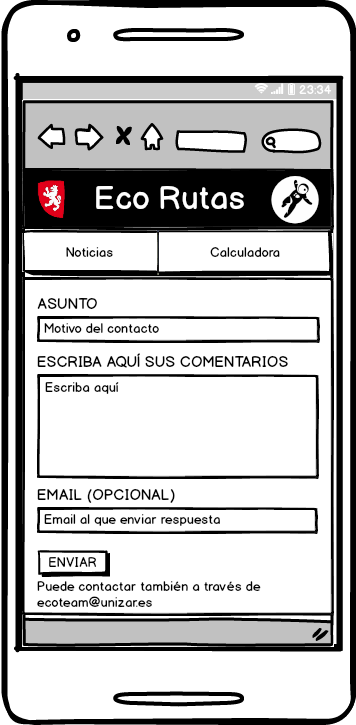 23:34
Eco Rutas
Noticias Calculadora
ASUNTO
Motivo del contacto
ESCRIBA AQUÍ SUS COMENTARIOS
Escriba aquí
EMAIL (OPCIONAL)
Email al que enviar respuesta
ENVIAR
Puede contactar también a través de
ecoteam@unizar.es